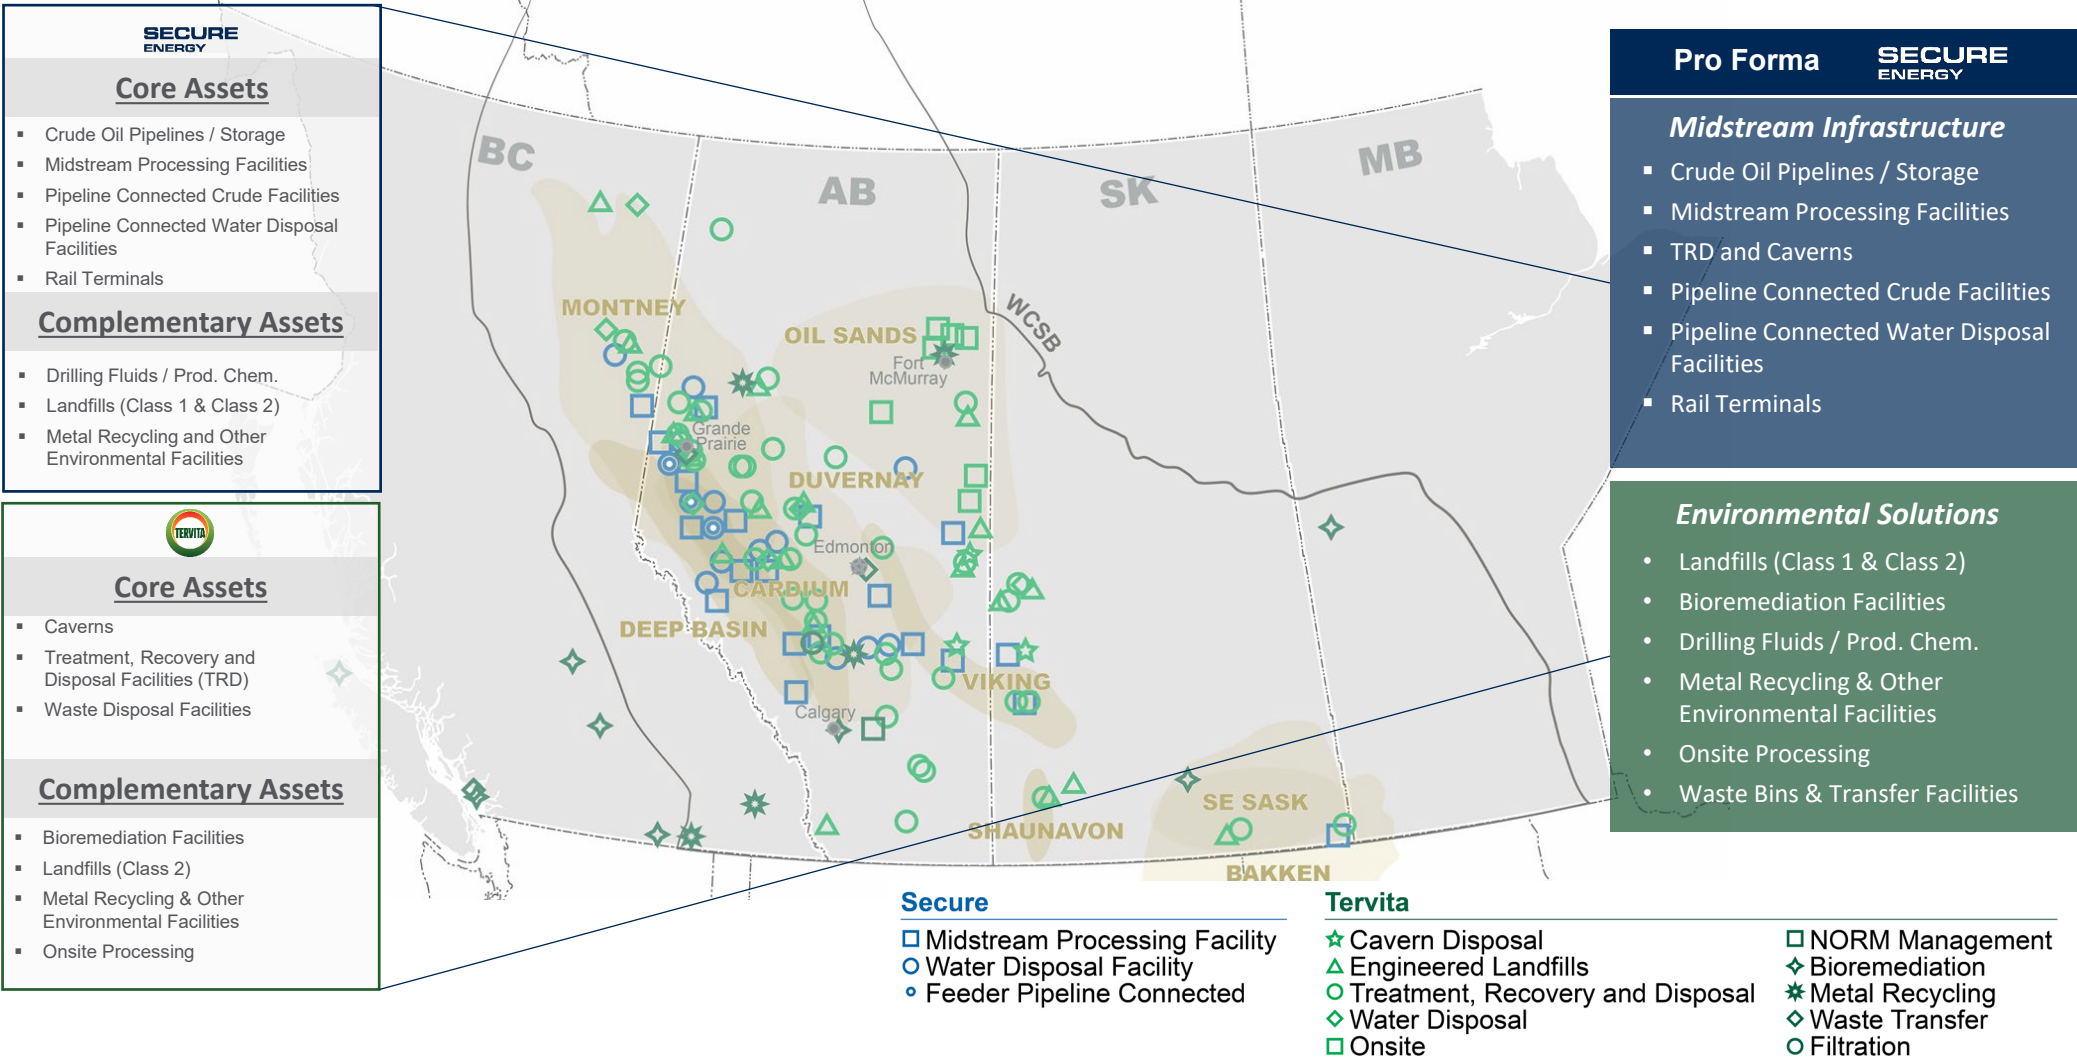 SECURE
ENERGY
Core Assets
▪ Crude Oil Pipelines / Storage
▪ Midstream Processing Facilities
▪ Pipeline Connected Crude Facilities
▪ Pipeline Connected Water Disposal
Facilities
▪ Rail Terminals
Complementary Assets
▪ Drilling Fluids / Prod. Chem.
▪ Landfills (Class 1 & Class 2)
▪ Metal Recycling and Other
Environmental Facilities
TERVITA
Core Assets
▪ Caverns
▪ Treatment, Recovery and
Disposal Facilities (TRD)
▪ Waste Disposal Facilities
Complementary Assets
▪ Bioremediation Facilities
▪ Landfills (Class 2)
▪ Metal Recycling & Other
Environmental Facilities
▪ Onsite Processing
BC
AB
SK
MB
WCSB
MONTNEY
OIL SANDS
Fort
McMurray
Grande
Prairie
DUVERNAY
Edmonton
CARDIUM
DEEP BASIN
VIKING
Calgary
SE SASK
SHAUNAVON
BAKKEN
Pro Forma SECURE
ENERGY
Midstream Infrastructure
▪ Crude Oil Pipelines / Storage
▪ Midstream Processing Facilities
▪ TRD and Caverns
▪ Pipeline Connected Crude Facilities
▪ Pipeline Connected Water Disposal
Facilities
▪ Rail Terminals
Environmental Solutions
• Landfills (Class 1 & Class 2)
• Bioremediation Facilities
• Drilling Fluids / Prod. Chem.
• Metal Recycling & Other
Environmental Facilities
• Onsite Processing
• Waste Bins & Transfer Facilities
Secure
Midstream Processing Facility
Water Disposal Facility
Feeder Pipeline Connected
Tervita
Cavern Disposal
Engineered Landfills
Treatment, Recovery and Disposal
Water Disposal
Onsite
NORM Management
Bioremediation
Metal Recycling
Waste Transfer
Filtration